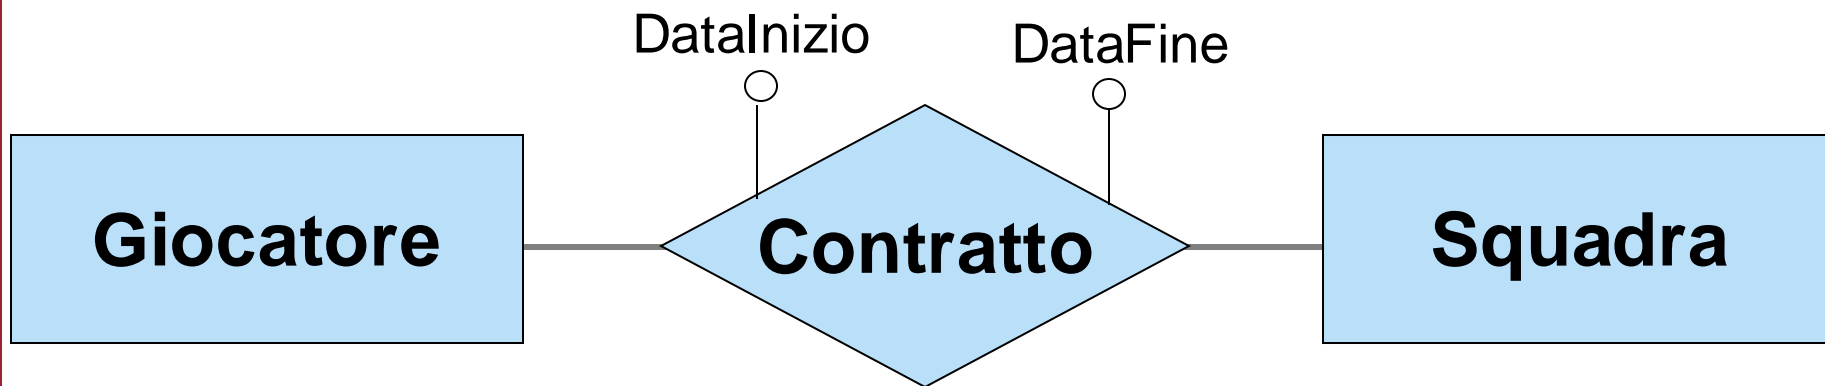 DataInizio
DataFine
Giocatore
Contratto
Squadra